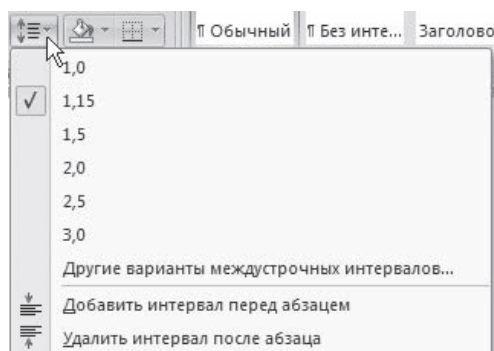 ¶ Обычный ¶ Без инте... Заголово
1,0
1,15
1,5
2,0
2,5
3,0
Другие варианты междустрочных интервалов...
Добавить интервал перед абзацем
Удалить интервал после абзаца